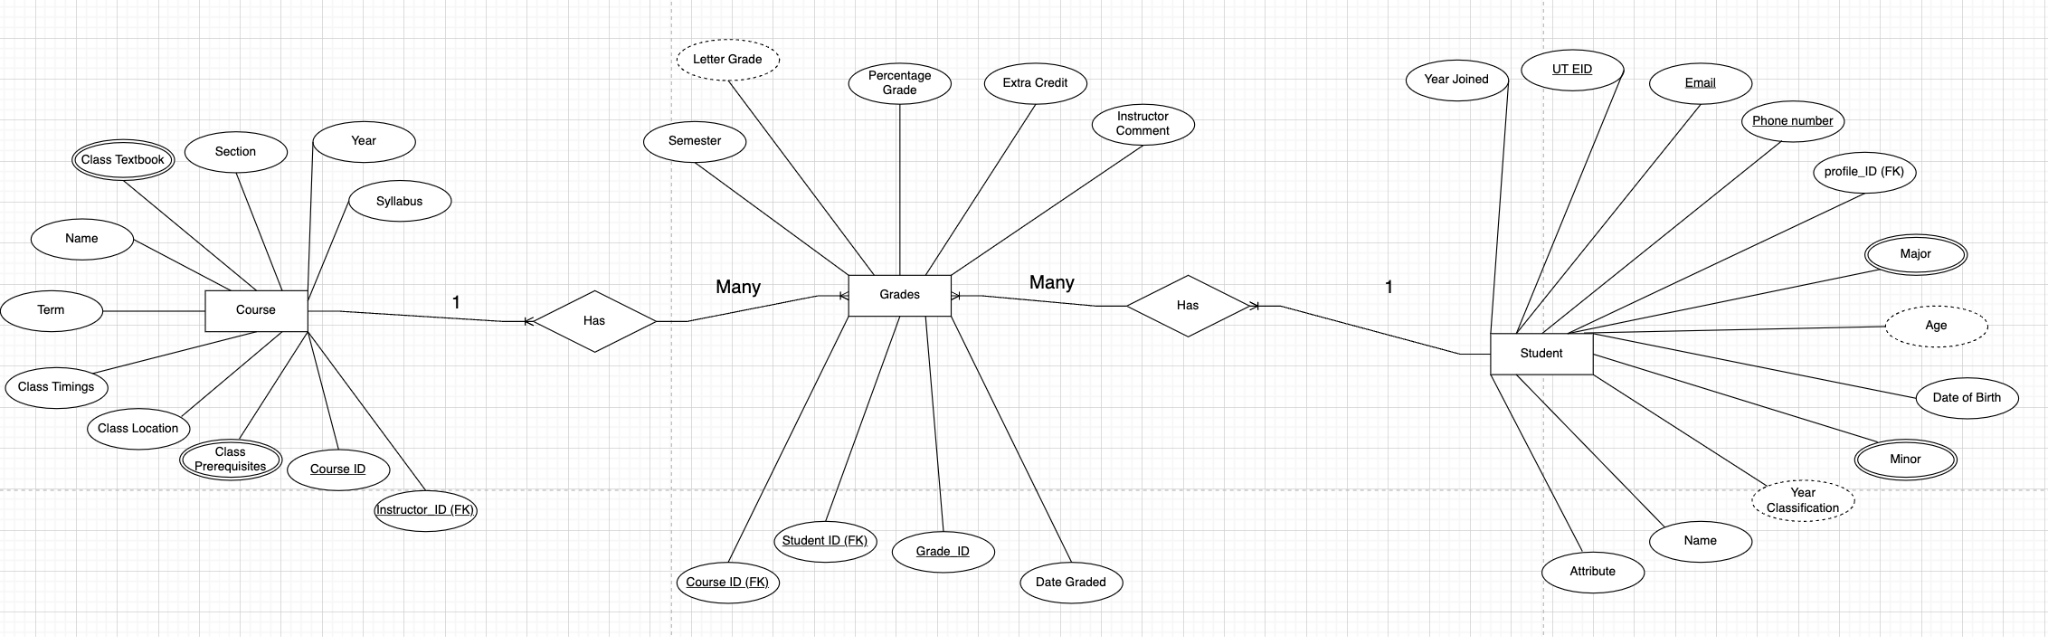 Letter Grade
Percentage
Grade
Extra Credit
Instructor
Comment
Semester
Year Joined
UT EID
Email
Phone number
profile_ID (FK)
Major
Age
Date of Birth
Minor
Year
Classification
Name
Attribute
Class Textbook
Section
Year
Syllabus
Name
Term
Class Timings
Class Location
Class
Prerequisites
Course ID
Instructor_ID (FK)
Course
1
Has
Many
Grades
Many
Has
1
Student
Course ID (FK)
Student ID (FK)
Grade_ID
Date Graded